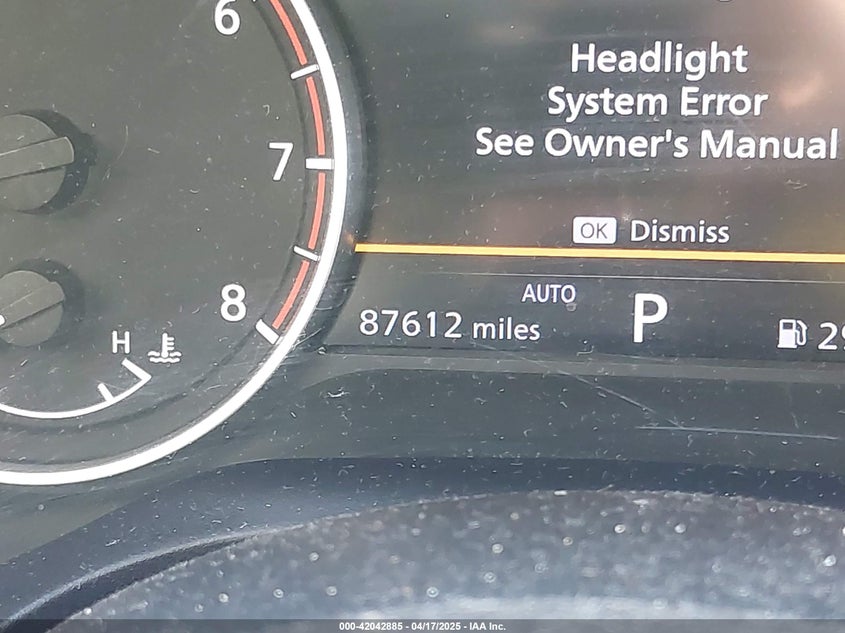 6
7
8
H
Headlight
System Error
See Owner's Manual
OK Dismiss
AUTO
87612 miles
P
29
000-42042885 - 04/17/2025 - IAA Inc.